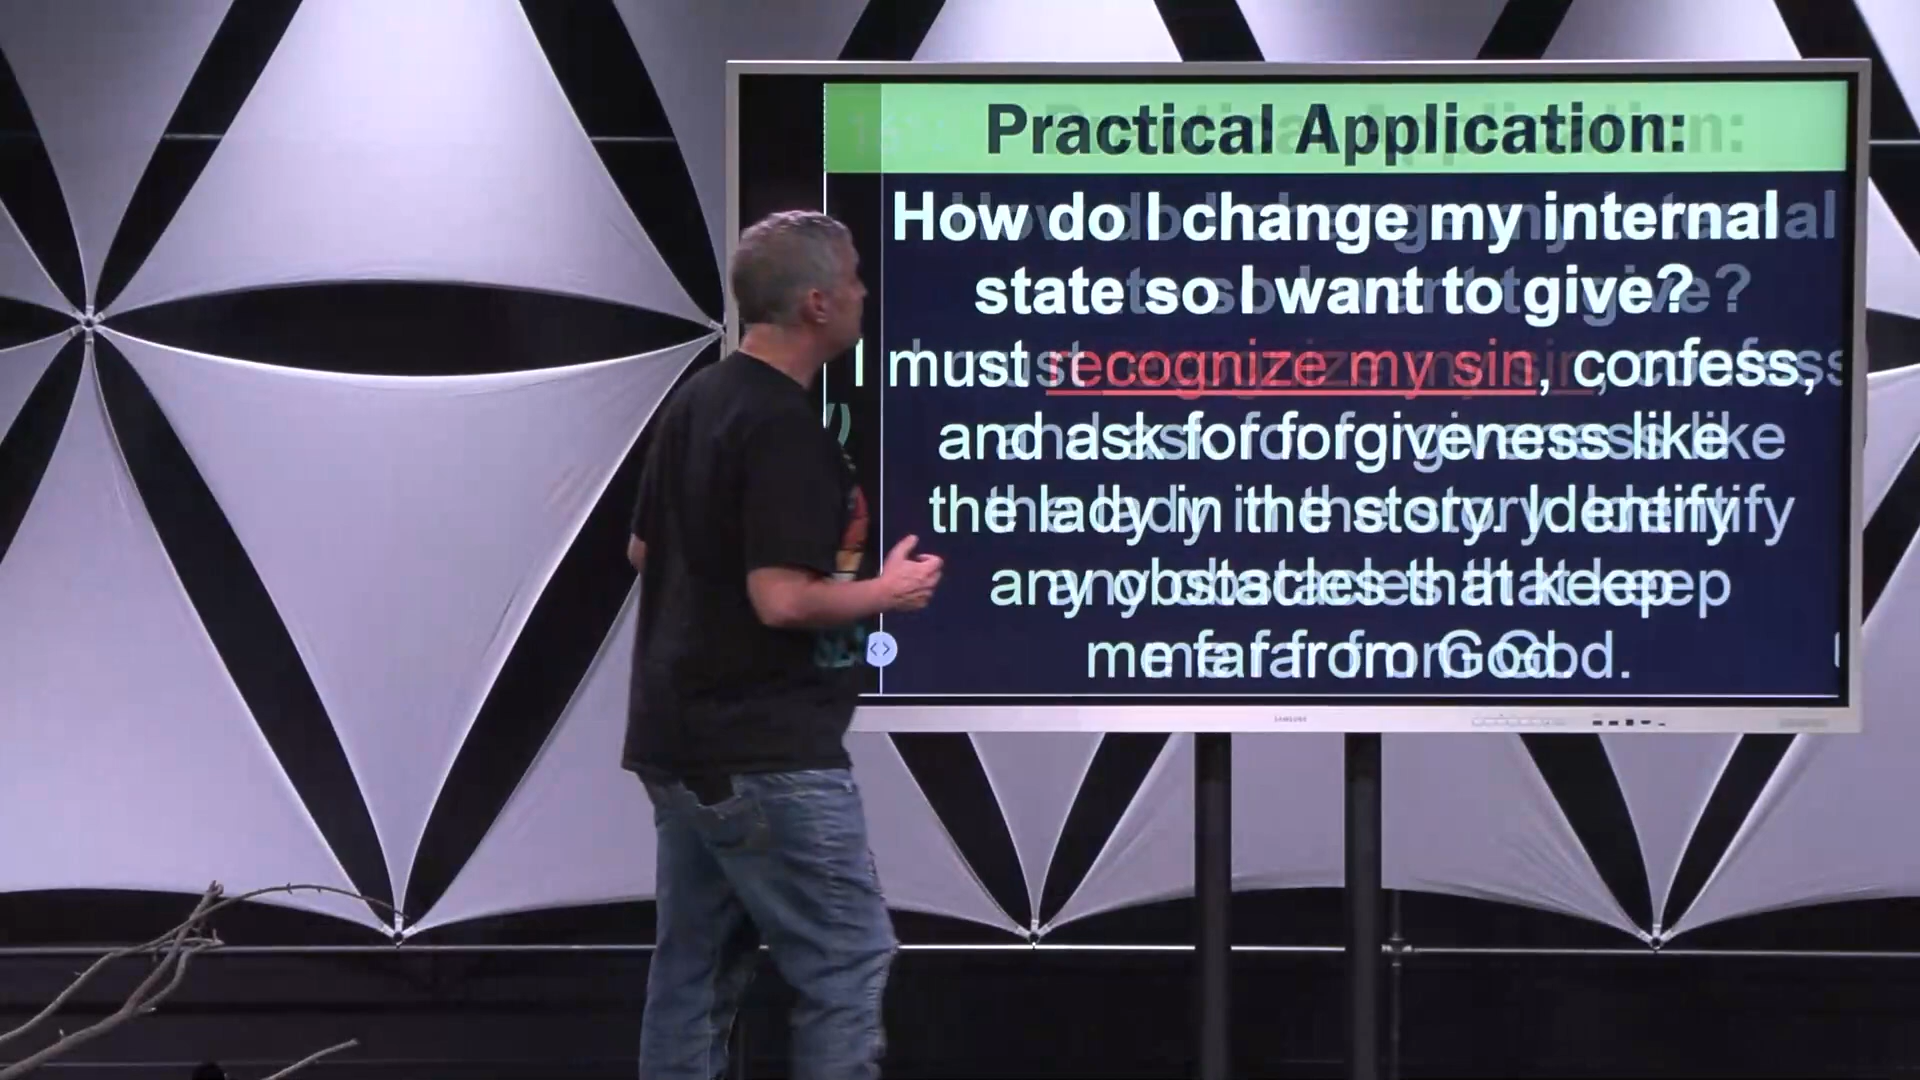 Practical Application:
How do I change my internal
state so I want to give?
I must recognize my sin, confess,
and ask for forgiveness like
the lady in the story. Identify
any obstacles that keep
me far from God.
SAMSUNG